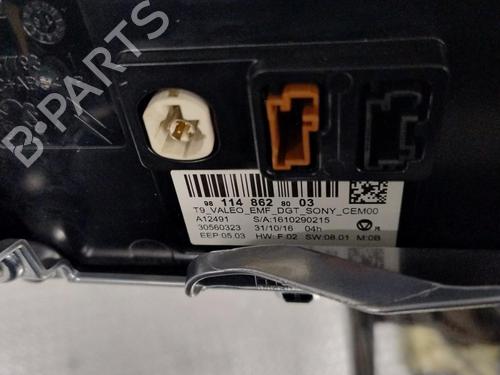 B-PARTS
98 114 862 80 03
T9_VALEO_EMF_DGT_SONY_CEM00
A12491 S/A:1610290215
30560323 31/10/16 04h
EEP:05.03 HW:F.02 SW:08.01 M:0B